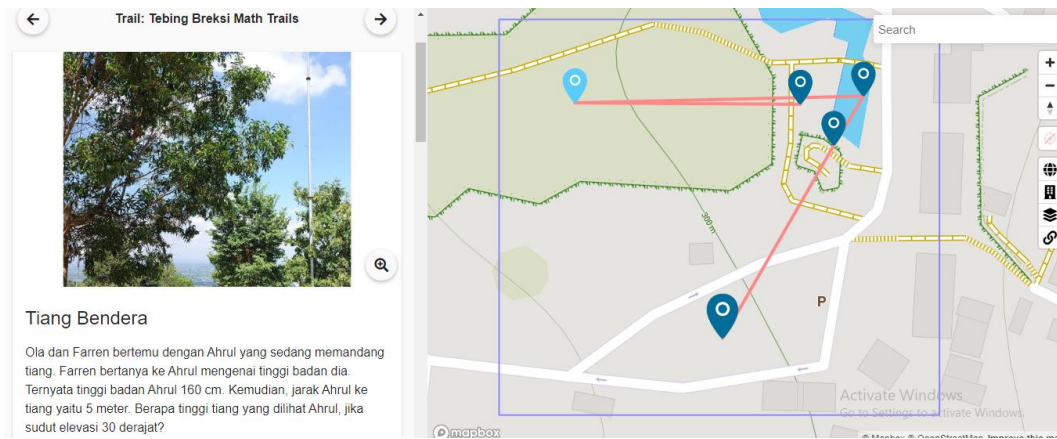 Trail: Tebing Breksi Math Trails
Search
Tiang Bendera
Ola dan Farren bertemu dengan Ahrul yang sedang memandang
tiang. Farren bertanya ke Ahrul mengenai tinggi badan dia.
Ternyata tinggi badan Ahrul 160 cm. Kemudian, jarak Ahrul ke
tiang yaitu 5 meter. Berapa tinggi tiang yang dilihat Ahrul, jika
sudut elevasi 30 derajat?
300 m
P
Activate Windows
Go to Settings to activate Windows.
mapbox
© Mapbox © OpenStreetMap Improve this map